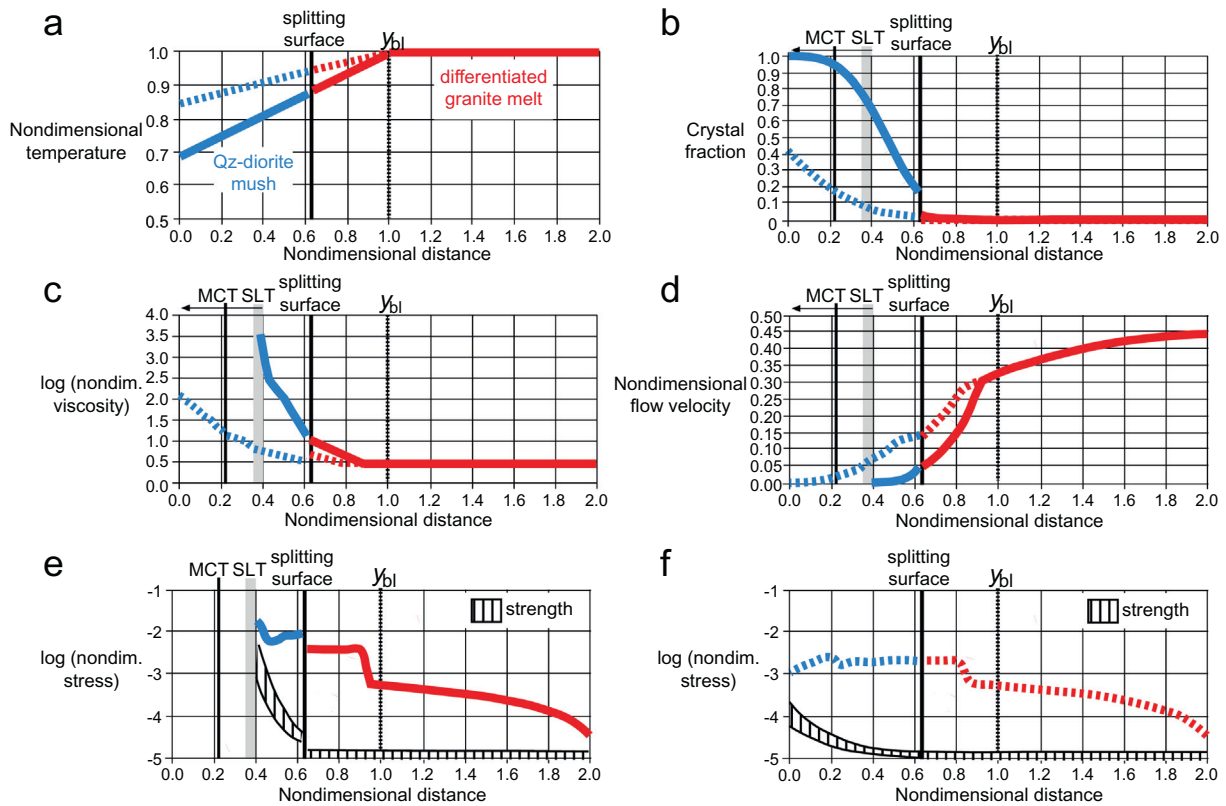 a
splitting
surface
y_bl
1.0
0.9
0.8
0.7
0.6
0.5
Nondimensional
temperature
differentiated
granite melt
Qz-diorite
mush
0.0 0.2 0.4 0.6 0.8 1.0 1.2 1.4 1.6 1.8 2.0
Nondimensional distance
b
splitting
MCT SLT surface
y_bl
1.0
0.9
0.8
0.7
0.6
0.5
0.4
0.3
0.2
0.1
0
Crystal
fraction
0.0 0.2 0.4 0.6 0.8 1.0 1.2 1.4 1.6 1.8 2.0
Nondimensional distance
c
splitting
MCT SLT surface
y_bl
4.0
3.5
3.0
2.5
2.0
1.5
1.0
0.5
0.0
log (nondim.
viscosity)
0.0 0.2 0.4 0.6 0.8 1.0 1.2 1.4 1.6 1.8 2.0
Nondimensional distance
d
splitting
MCT SLT surface
y_bl
0.50
0.45
0.40
0.35
0.30
0.25
0.20
0.15
0.10
0.05
0.00
Nondimensional
flow velocity
0.0 0.2 0.4 0.6 0.8 1.0 1.2 1.4 1.6 1.8 2.0
Nondimensional distance
e
splitting
MCT SLT surface
y_bl
strength
-1
-2
-3
-4
-5
log (nondim.
stress)
0.0 0.2 0.4 0.6 0.8 1.0 1.2 1.4 1.6 1.8 2.0
Nondimensional distance
f
splitting
surface
y_bl
strength
-1
-2
-3
-4
-5
log (nondim.
stress)
0.0 0.2 0.4 0.6 0.8 1.0 1.2 1.4 1.6 1.8 2.0
Nondimensional distance